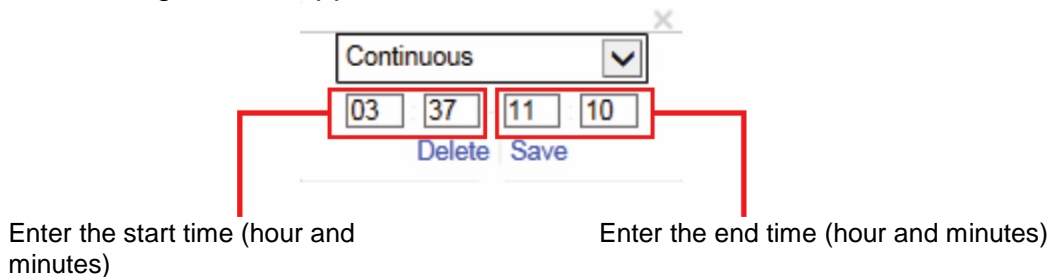 Continuous
03 : 37 11 : 10
Delete Save
Enter the start time (hour and
minutes)
Enter the end time (hour and minutes)